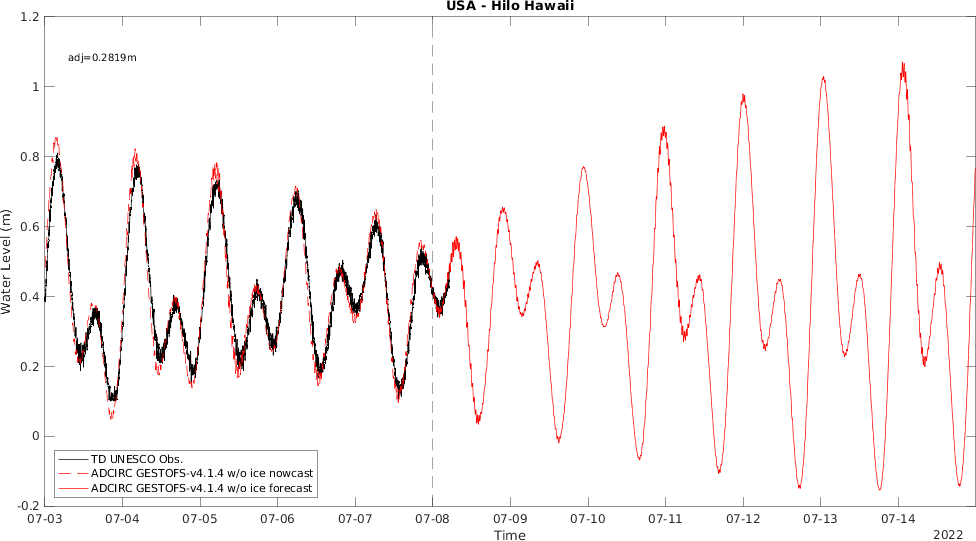 USA - Hilo Hawaii
adj=0.2819m
1.2
1
0.8
0.6
0.4
0.2
0
-0.2
Water Level (m)
TD UNESCO Obs.
ADCIRC GESTOFS-v4.1.4 w/o ice nowcast
ADCIRC GESTOFS-v4.1.4 w/o ice forecast
07-03 07-04 07-05 07-06 07-07 07-08 07-09 07-10 07-11 07-12 07-13 07-14
Time
2022